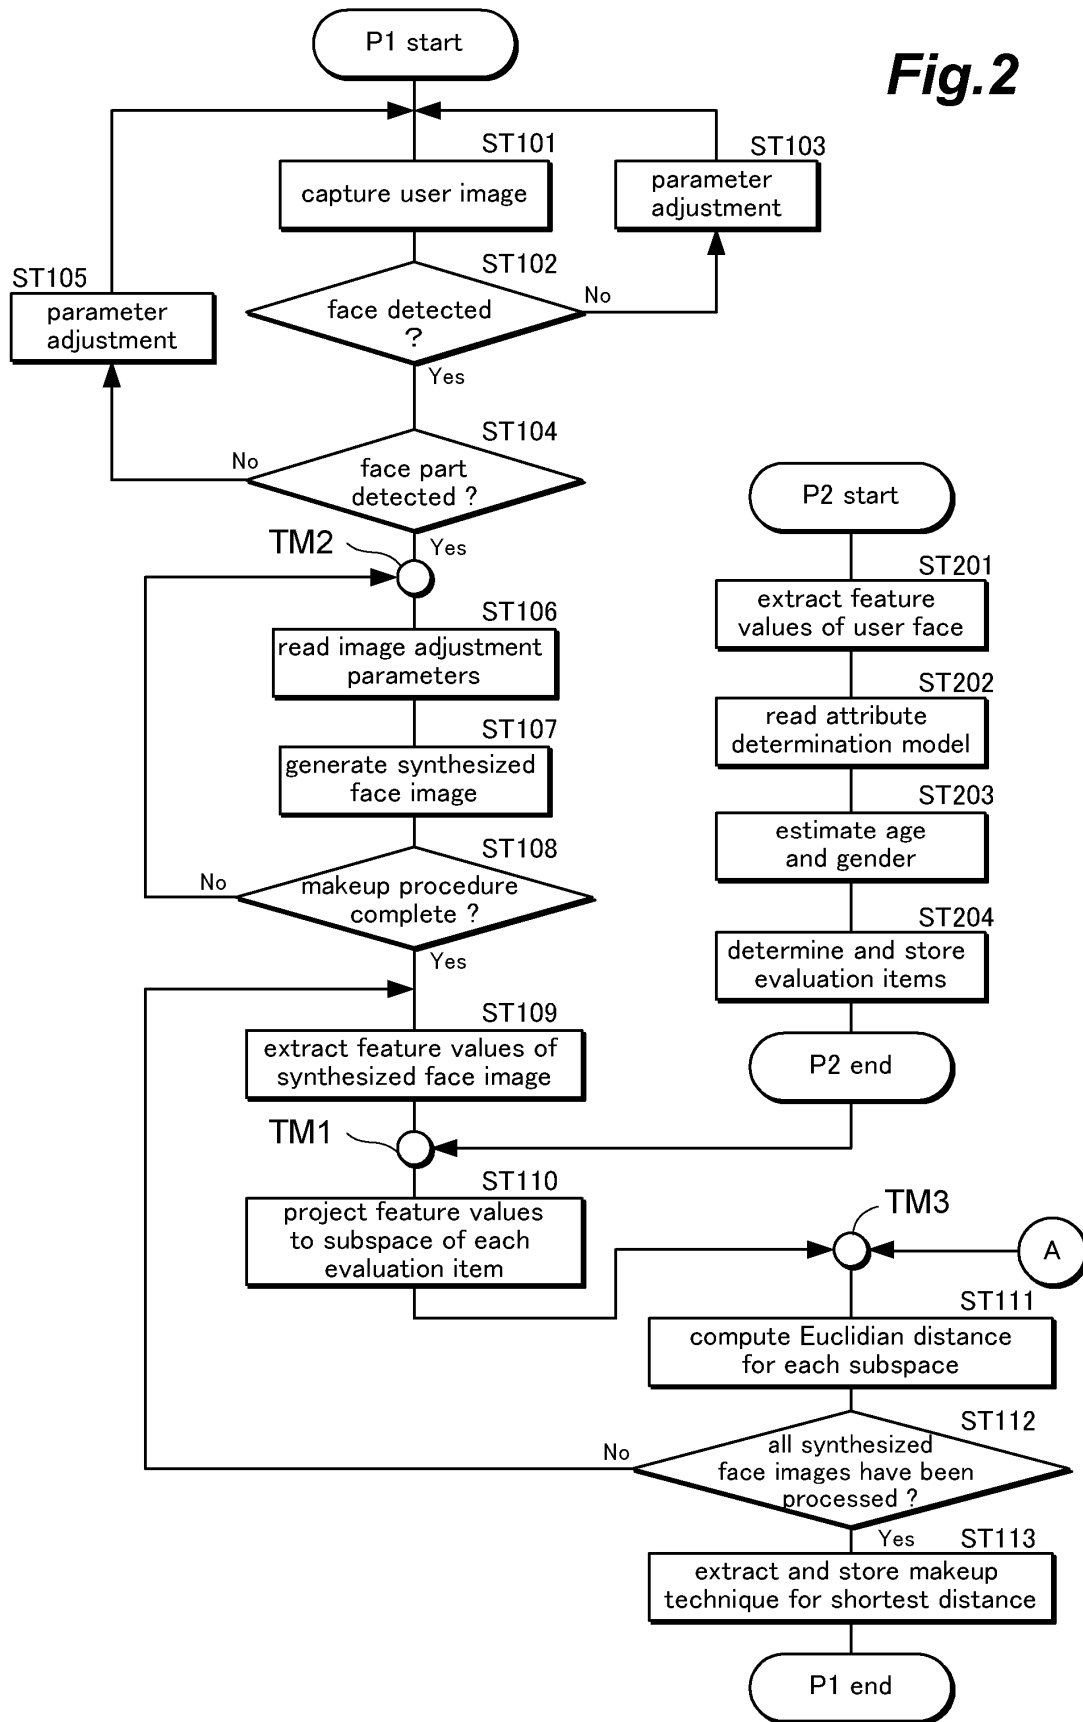 P1 start
Fig.2
ST101
capture user image
ST103
parameter
adjustment
ST102
face detected
?
No
Yes
ST105
parameter
adjustment
ST104
face part
detected ?
No
Yes
TM2
ST106
read image adjustment
parameters
ST107
generate synthesized
face image
ST108
makeup procedure
complete ?
No
Yes
ST109
extract feature values of
synthesized face image
TM1
ST110
project feature values
to subspace of each
evaluation item
P2 start
ST201
extract feature
values of user face
ST202
read attribute
determination model
ST203
estimate age
and gender
ST204
determine and store
evaluation items
P2 end
TM3
A
ST111
compute Euclidian distance
for each subspace
ST112
all synthesized
face images have been
processed ?
No
Yes
ST113
extract and store makeup
technique for shortest distance
P1 end